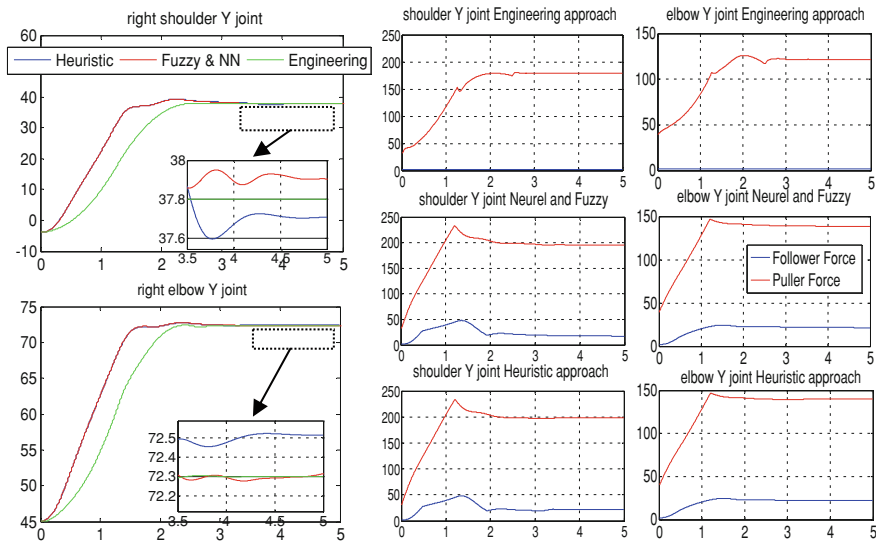 right shoulder Y joint
60
50
40
30
20
10
0
-10
Heuristic Fuzzy & NN Engineering
38
37.8
37.6
3.5 4 4.5 5
0 1 2 3 4 5
right elbow Y joint
75
70
65
60
55
50
45
72.5
72.4
72.3
72.2
3.5 4 4.5 5
0 1 2 3 4 5
shoulder Y joint Engineering approach
250
200
150
100
50
0
0 1 2 3 4 5
elbow Y joint Engineering approach
150
100
50
0
0 1 2 3 4 5
shoulder Y joint Neurel and Fuzzy
250
200
150
100
50
0
0 1 2 3 4 5
elbow Y joint Neurel and Fuzzy
150
100
50
0
Follower Force
Puller Force
0 1 2 3 4 5
shoulder Y joint Heuristic approach
250
200
150
100
50
0
0 1 2 3 4 5
elbow Y joint Heuristic approach
150
100
50
0
0 1 2 3 4 5